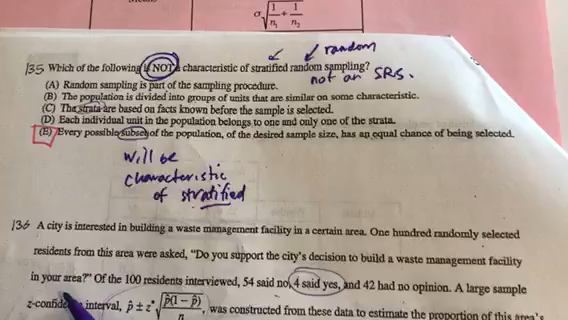 σ √ 1/n₁ + 1/n₂
random
135 Which of the following is NOT a characteristic of stratified random sampling?
not an SRS.
(A) Random sampling is part of the sampling procedure.
(B) The population is divided into groups of units that are similar on some characteristic.
(C) The strata are based on facts known before the sample is selected.
(D) Each individual unit in the population belongs to one and only one of the strata.
(E) Every possible subset of the population, of the desired sample size, has an equal chance of being selected.
will be
characteristic
of stratified
136 A city is interested in building a waste management facility in a certain area. One hundred randomly selected
residents from this area were asked, "Do you support the city's decision to build a waste management facility
in your area?" Of the 100 residents interviewed, 54 said no, 4 said yes, and 42 had no opinion. A large sample
z-confidence interval, p̂ ± z* √ p̂(1 − p̂)/n, was constructed from these data to estimate the proportion of this area's